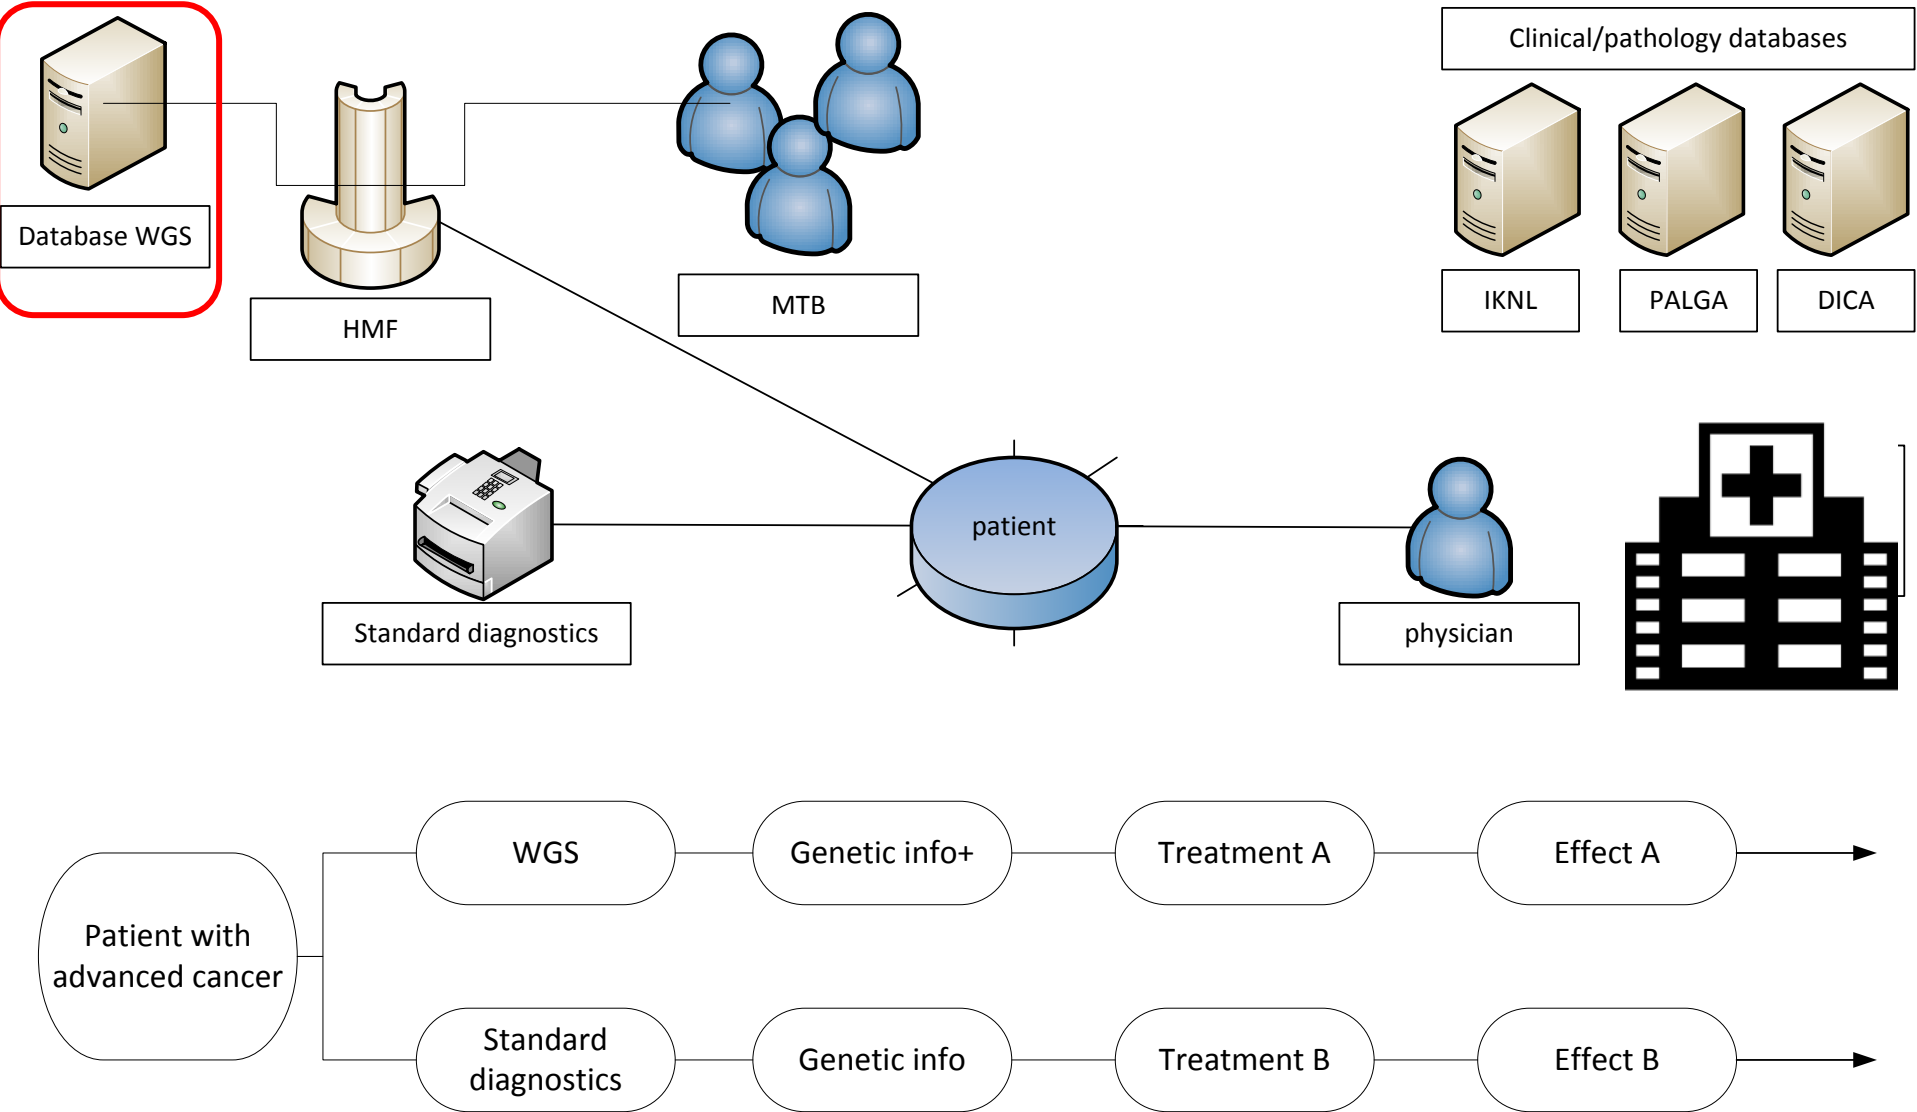 Clinical/pathology databases
Database WGS
HMF
MTB
IKNL
PALGA
DICA
patient
Standard diagnostics
physician
WGS
Genetic info+
Treatment A
Effect A
Patient with
advanced cancer
Standard
diagnostics
Genetic info
Treatment B
Effect B